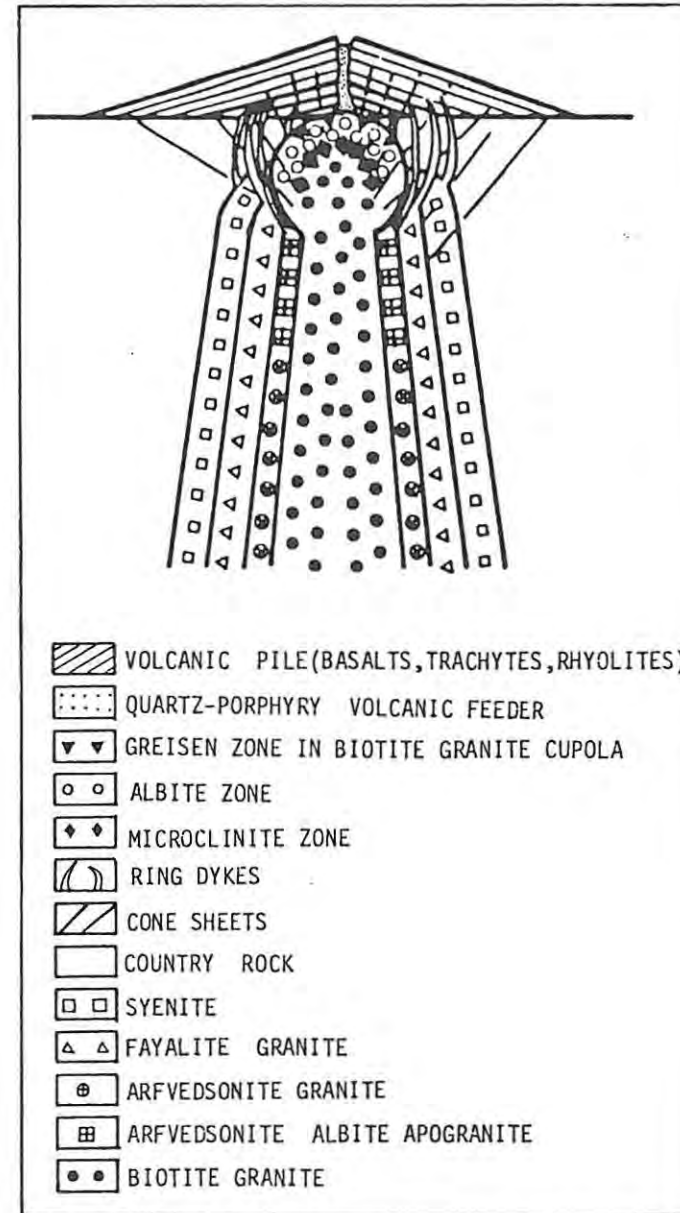 VOLCANIC PILE(BASALTS,TRACHYTES,RHYOLITES)
QUARTZ-PORPHYRY VOLCANIC FEEDER
GREISEN ZONE IN BIOTITE GRANITE CUPOLA
ALBITE ZONE
MICROCLINITE ZONE
RING DYKES
CONE SHEETS
COUNTRY ROCK
SYENITE
FAYALITE GRANITE
ARFVEDSONITE GRANITE
ARFVEDSONITE ALBITE APOGRANITE
BIOTITE GRANITE